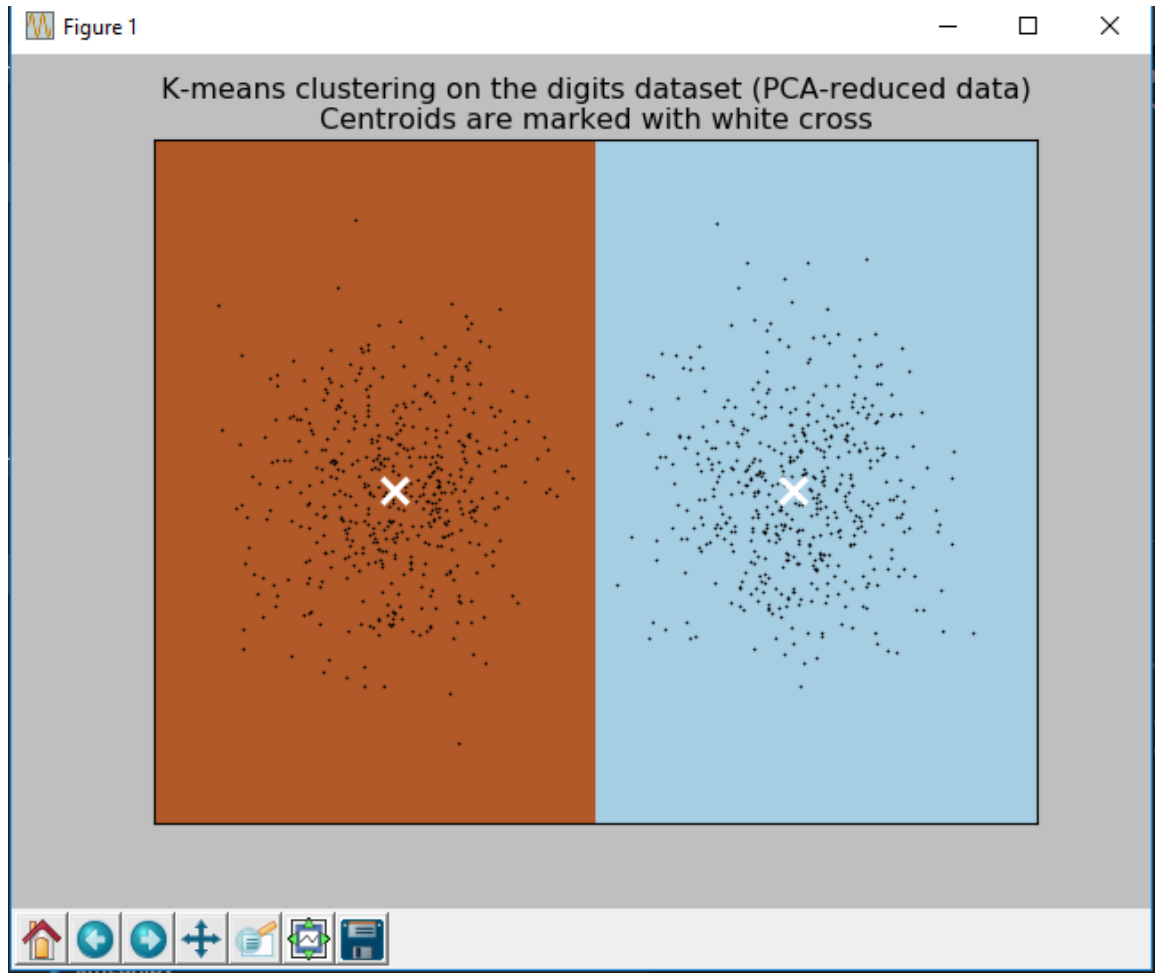 Figure 1
K-means clustering on the digits dataset (PCA-reduced data)
Centroids are marked with white cross